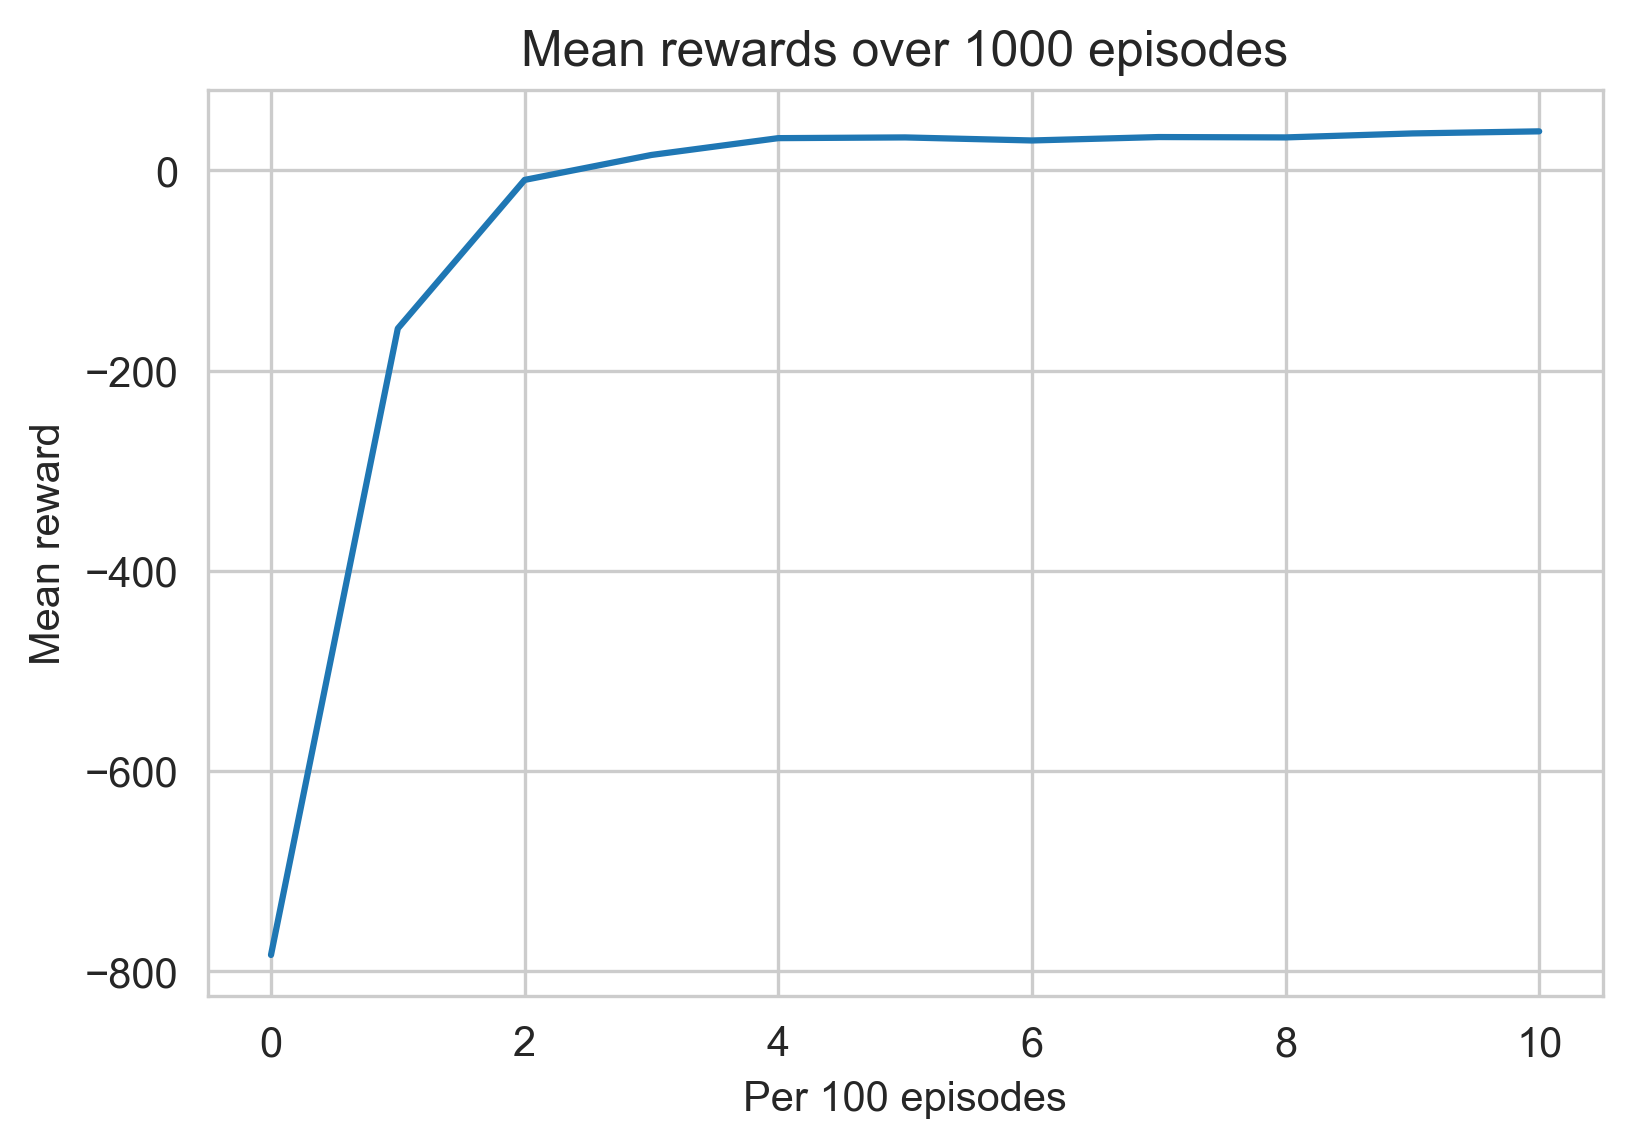 Mean rewards over 1000 episodes
0
−200
−400
−600
−800
Mean reward
0 2 4 6 8 10
Per 100 episodes